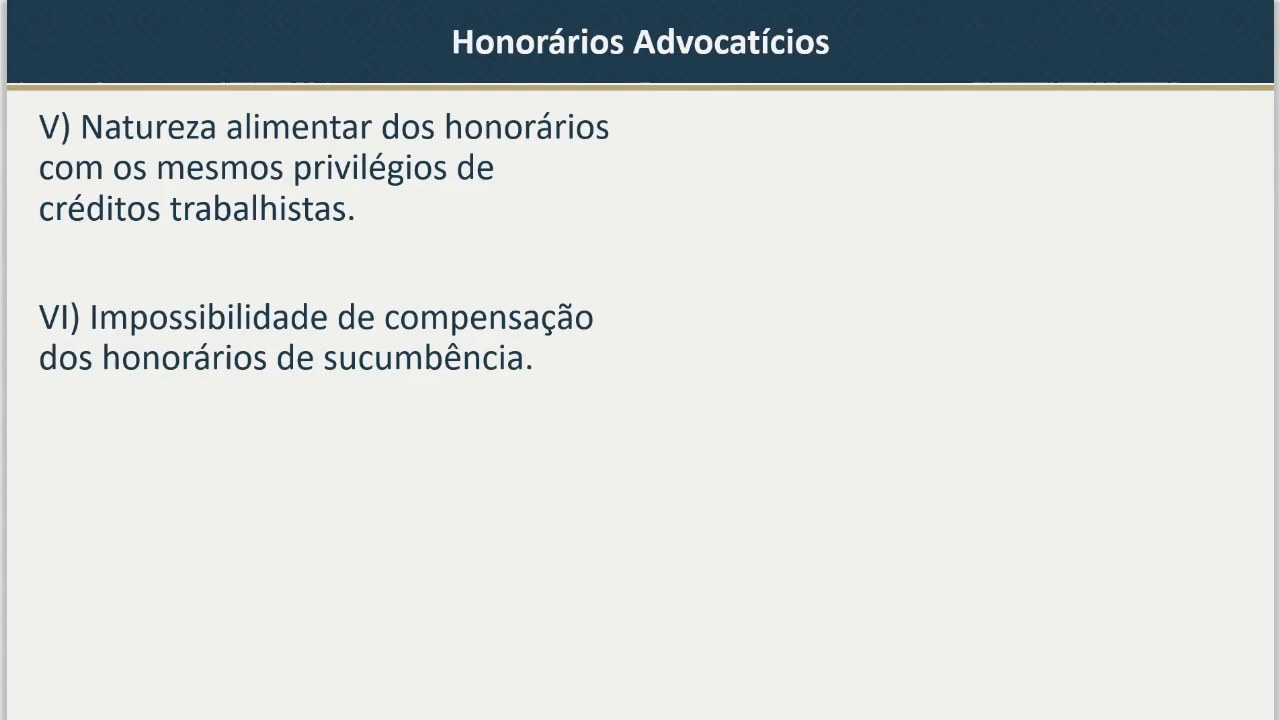 Honorários Advocatícios
V) Natureza alimentar dos honorários
com os mesmos privilégios de
créditos trabalhistas.
VI) Impossibilidade de compensação
dos honorários de sucumbência.